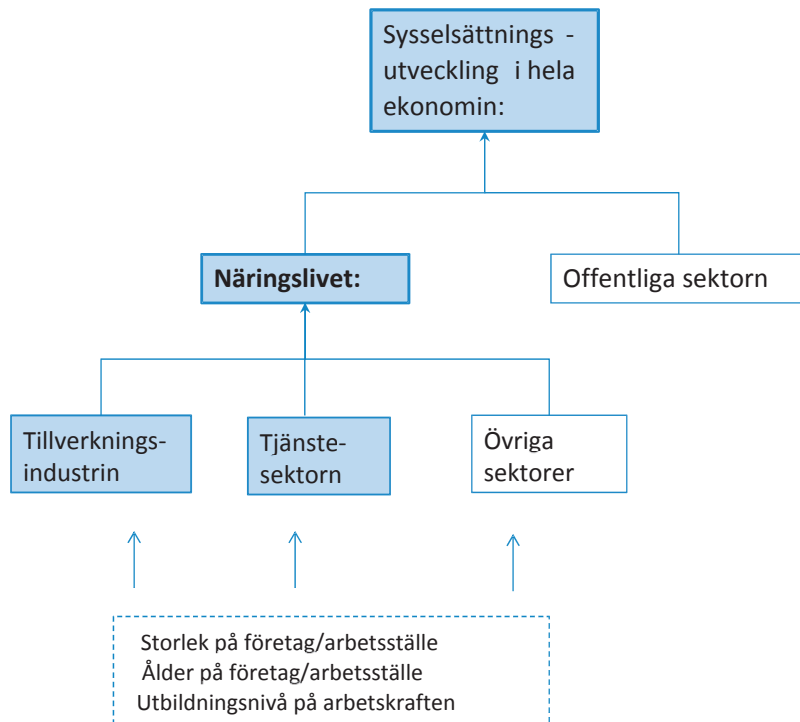 Sysselsättnings -
utveckling i hela
ekonomin:
Näringslivet:
Offentliga sektorn
Tillverknings-
industrin
Tjänste-
sektorn
Övriga
sektorer
Storlek på företag/arbetsställe
Ålder på företag/arbetsställe
Utbildningsnivå på arbetskraften